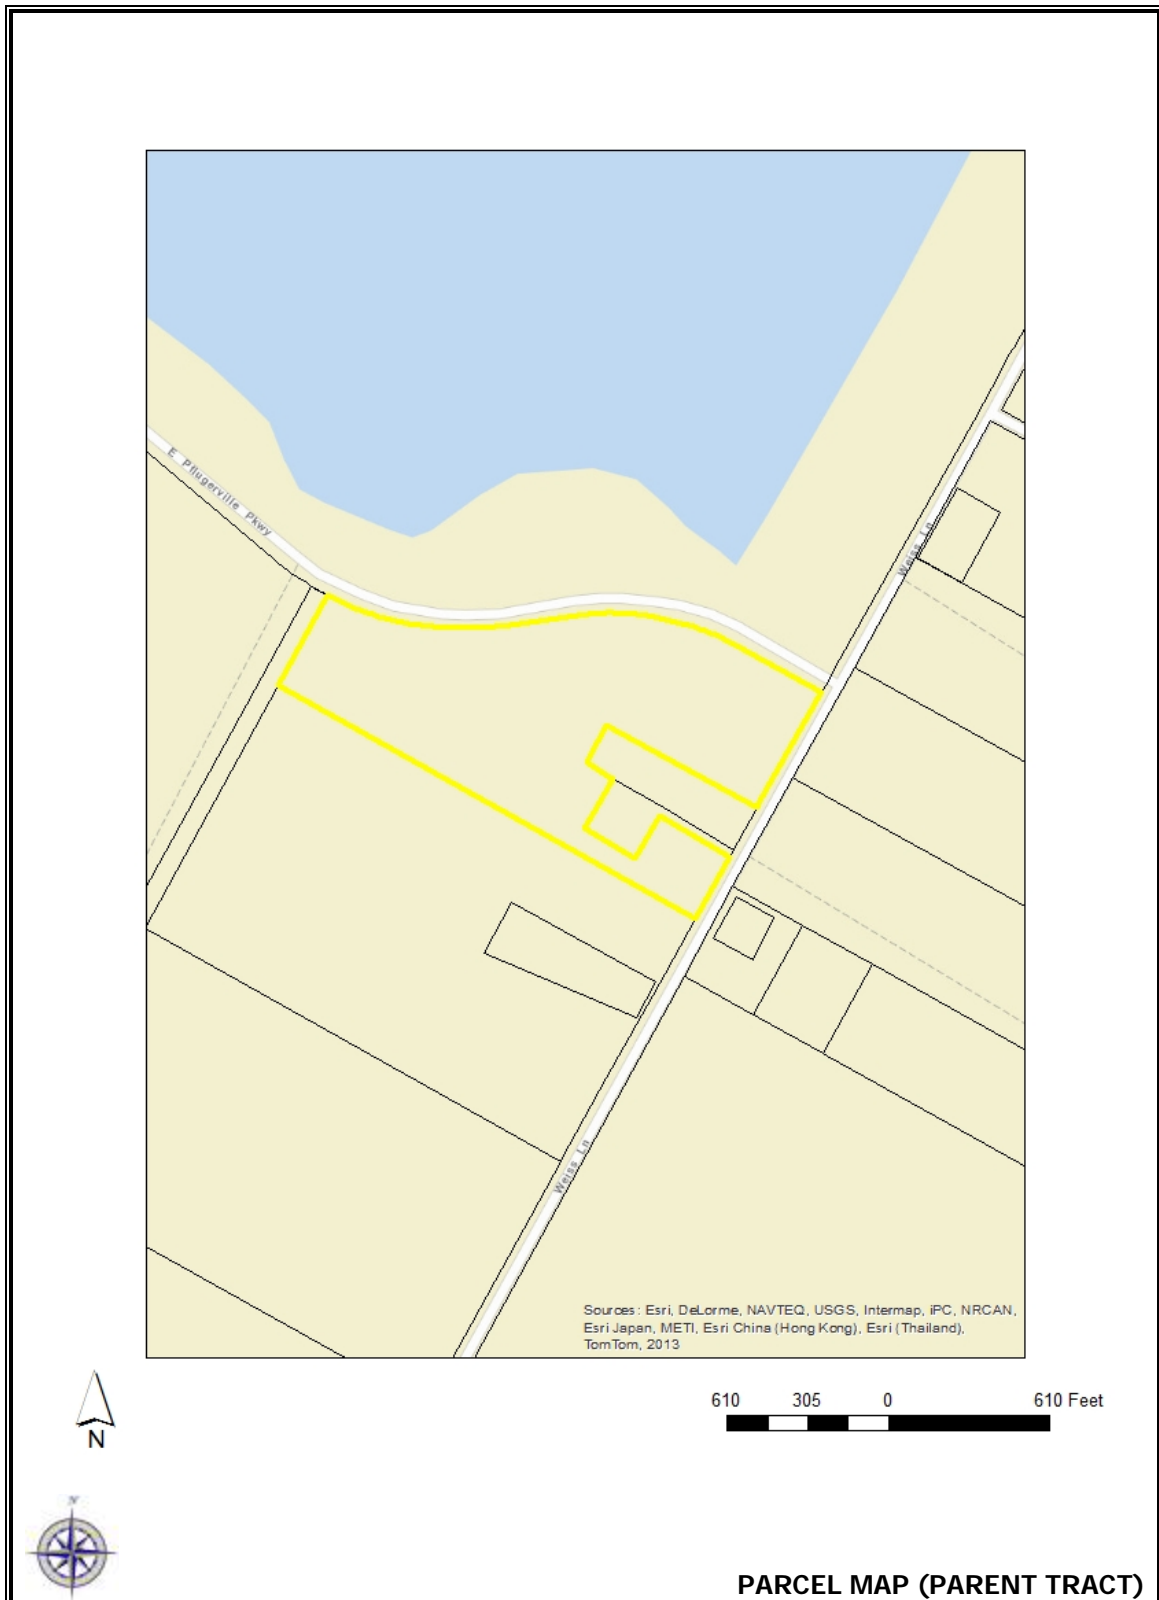 E Pflugerville Pkwy
Weiss Ln
Weiss Ln
Sources: Esri, DeLorme, NAVTEQ, USGS, Intermap, iPC, NRCAN,
Esri Japan, METI, Esri China (Hong Kong), Esri (Thailand),
TomTom, 2013
610 305 0 610 Feet
N
N
PARCEL MAP (PARENT TRACT)